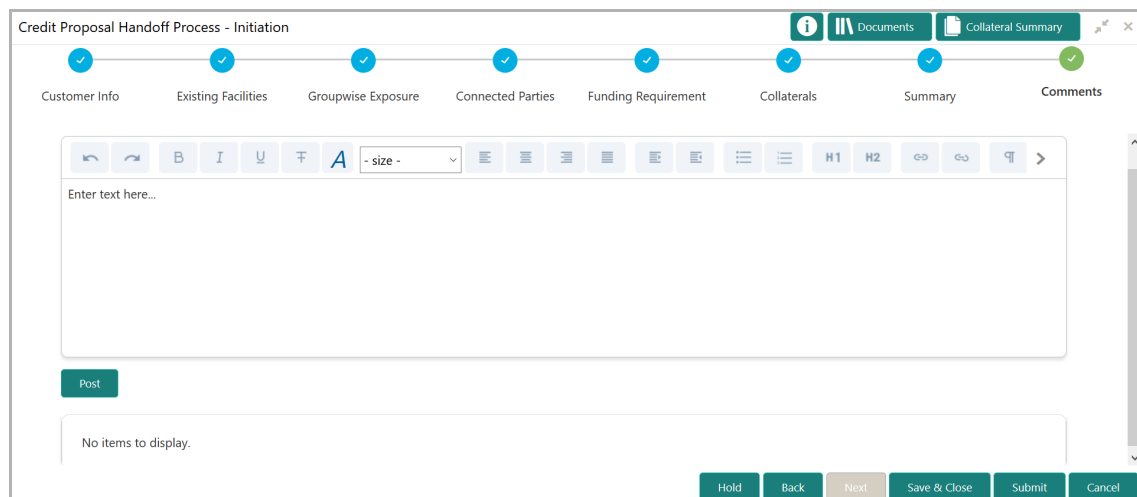 Credit Proposal Handoff Process - Initiation
i Documents Collateral Summary
Customer Info Existing Facilities Groupwise Exposure Connected Parties Funding Requirement Collaterals Summary Comments
B I U T A - size - H1 H2
Enter text here...
Post
No items to display.
Hold Back Next Save & Close Submit Cancel